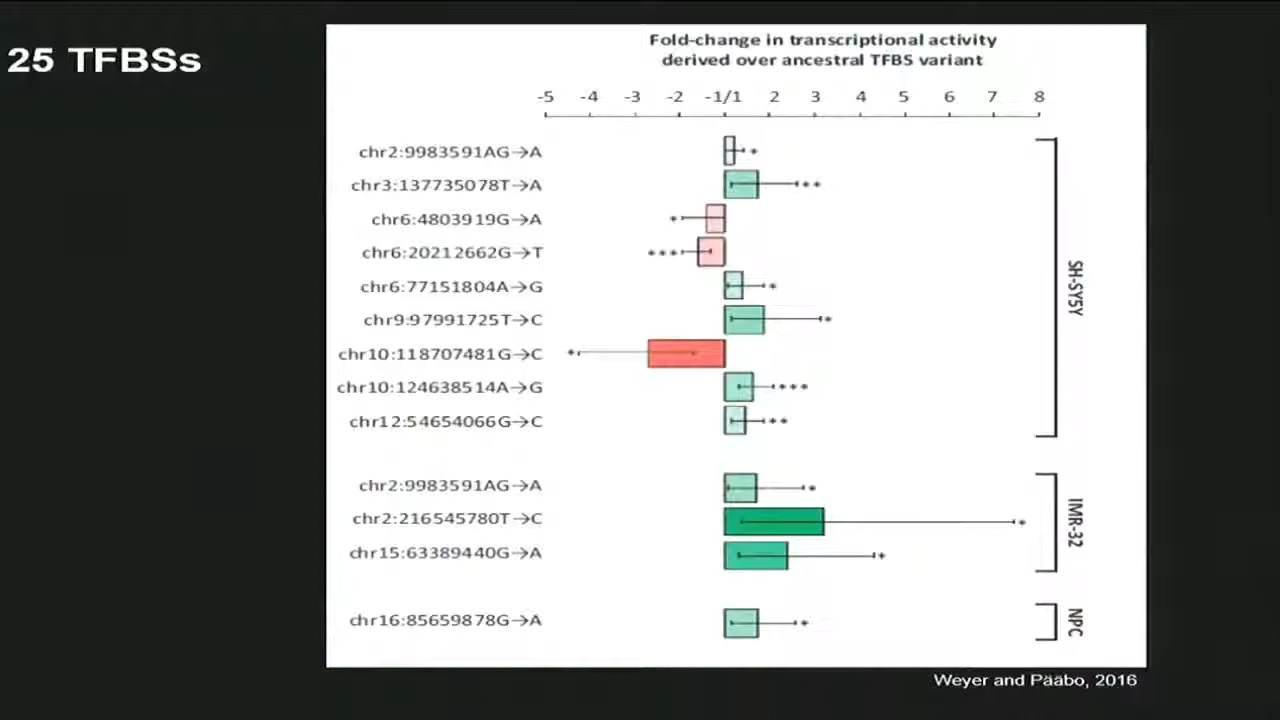 25 TFBSs
Fold-change in transcriptional activity
derived over ancestral TFBS variant
-5 -4 -3 -2 -1/1 2 3 4 5 6 7 8
chr2:9983591AG→A *
chr3:137735078T→A **
chr6:4803919G→A *
chr6:20212662G→T ***
chr6:77151804A→G *
chr9:97991725T→C *
chr10:118707481G→C *
chr10:124638514A→G ***
chr12:54654066G→C **
SH-SY5Y
chr2:9983591AG→A *
chr2:216545780T→C *
chr15:63389440G→A *
IMR-32
chr16:85659878G→A *
NPC
Weyer and Pääbo, 2016